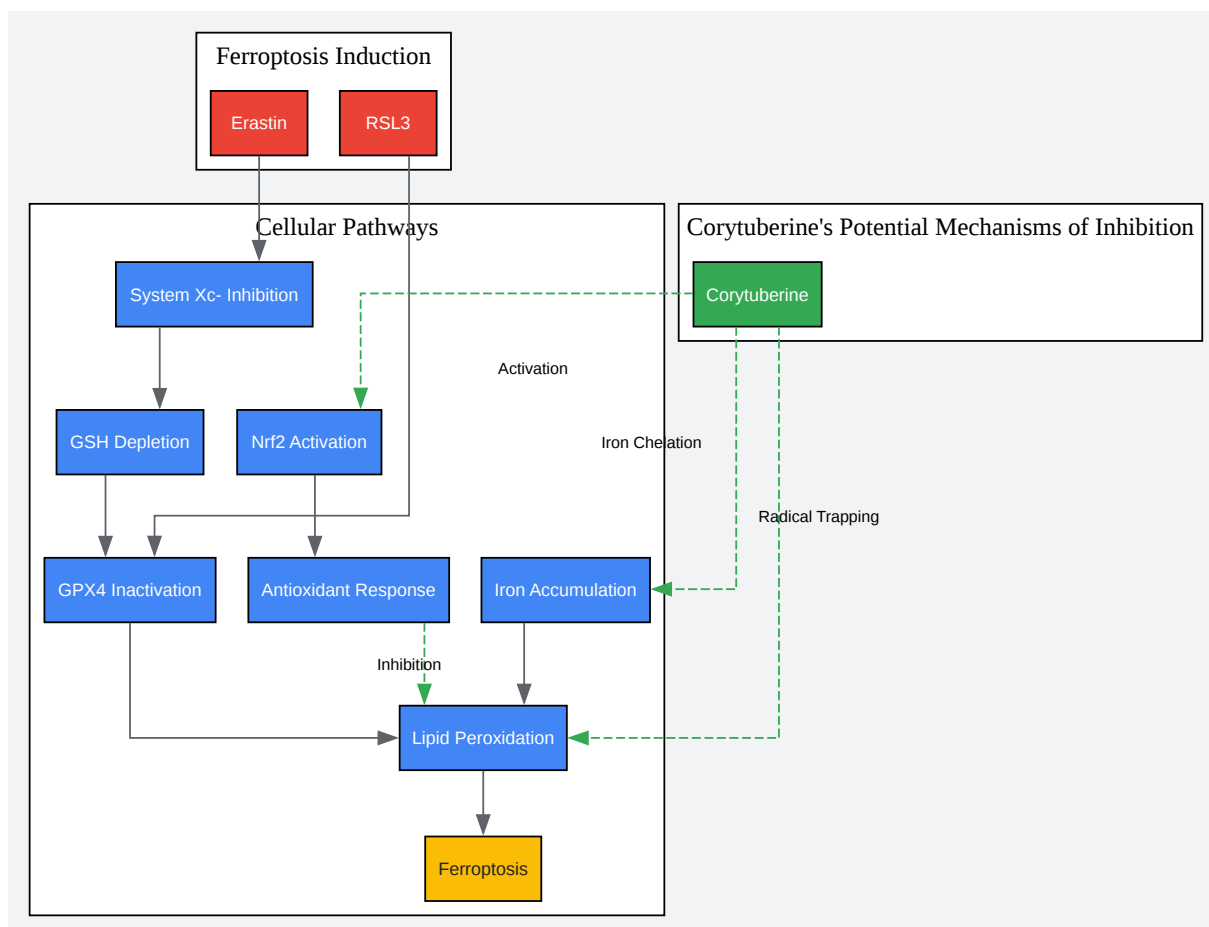 Ferroptosis Induction
Erastin
RSL3
Cellular Pathways
Corytuberine's Potential Mechanisms of Inhibition
System Xc- Inhibition
Corytuberine
Activation
GSH Depletion
Nrf2 Activation
Iron Chelation
Radical Trapping
GPX4 Inactivation
Antioxidant Response
Iron Accumulation
Inhibition
Lipid Peroxidation
Ferroptosis